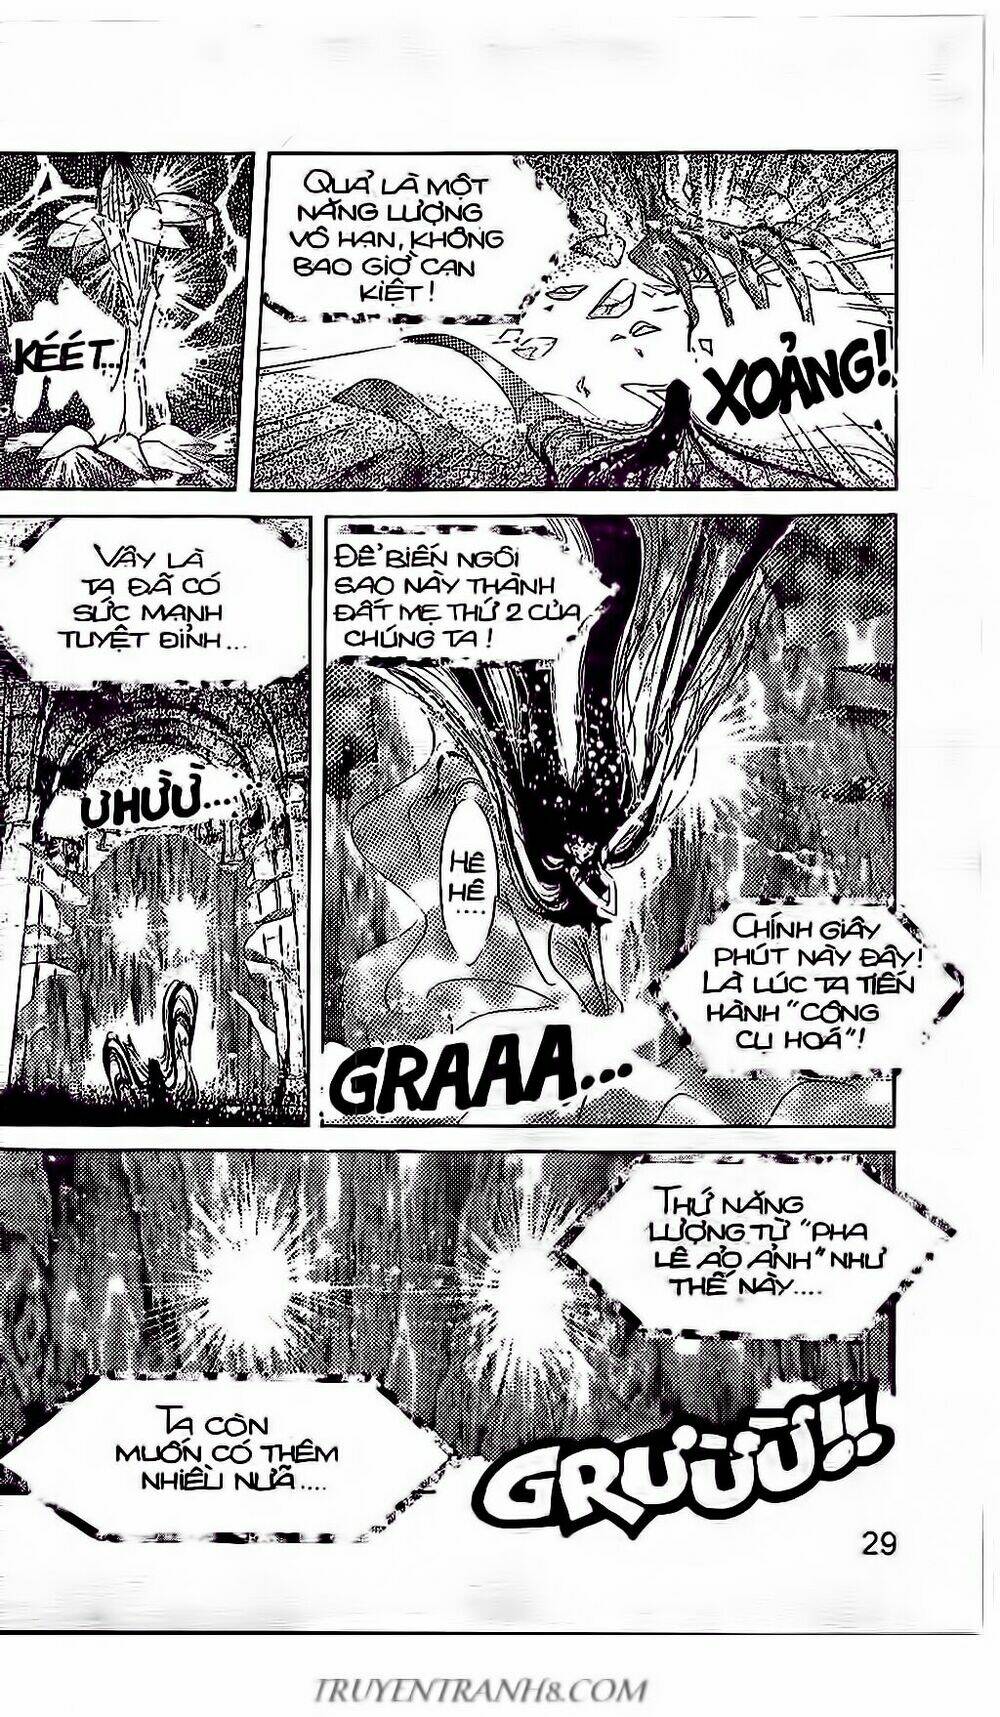 KÉÉT...
QUẢ LÀ MỘT
NĂNG LƯỢNG
VÔ HẠN, KHÔNG
BAO GIỜ CẠN
KIỆT!
XOẢNG!
VẬY LÀ
TA ĐÃ CÓ
SỨC MẠNH
TUYỆT ĐỈNH...
ƯHỪỪ...
ĐỂ BIẾN NGÔI
SAO NÀY THÀNH
ĐẤT MẸ THỨ 2 CỦA
CHÚNG TA!
HÊ
HÊ
....
CHÍNH GIÂY
PHÚT NÀY ĐÂY!
LÀ LÚC TA TIẾN
HÀNH "CÔNG
CỤ HOÁ"!
GRAAA...
THỨ NĂNG
LƯỢNG TỪ "PHA
LÊ ẢO ẢNH" NHƯ
THẾ NÀY....
TA CÒN
MUỐN CÓ THÊM
NHIỀU NỮA....
GRỪỪỪ!!
29
TRUYENTRANH8.COM